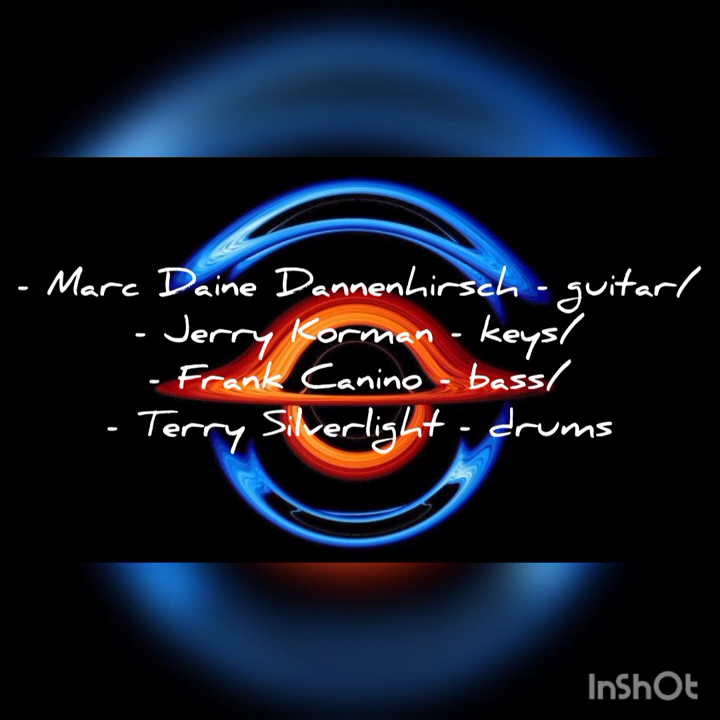 - Marc Daine Dannenhirsch - guitar/
- Jerry Korman - keys/
- Frank Canino - bass/
- Terry Silverlight - drums
InShOt